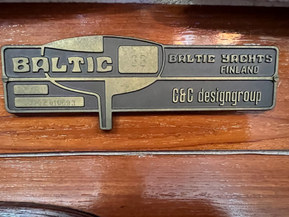 BALTIC
BALTIC YACHTS
FINLAND
C&C designgroup